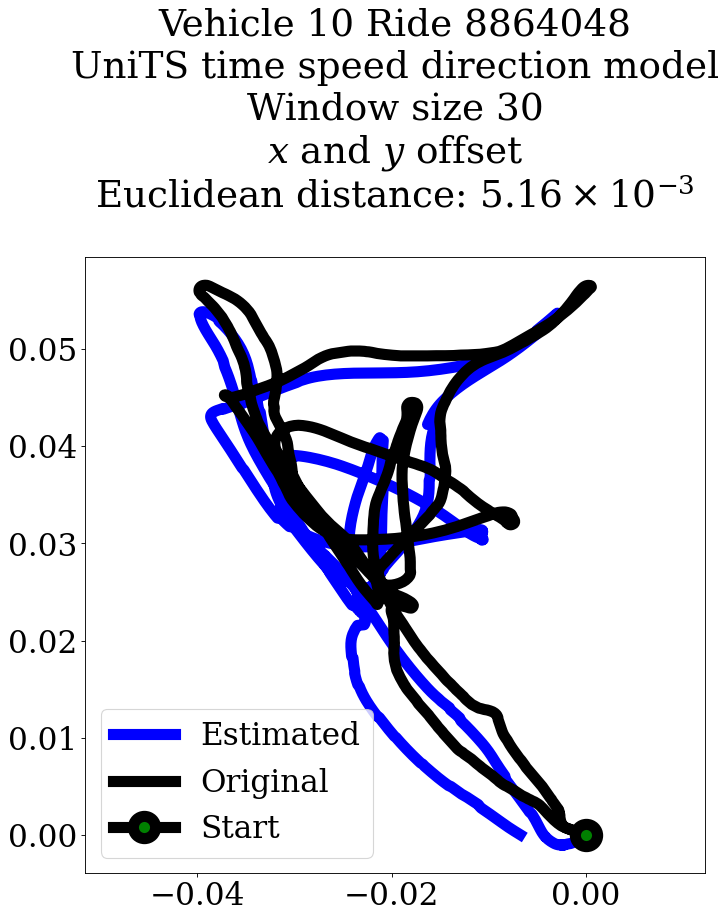 Vehicle 10 Ride 8864048
UniTS time speed direction model
Window size 30
x and y offset
Euclidean distance: 5.16 × 10⁻³
0.05
0.04
0.03
0.02
0.01
0.00
Estimated
Original
Start
−0.04 −0.02 0.00